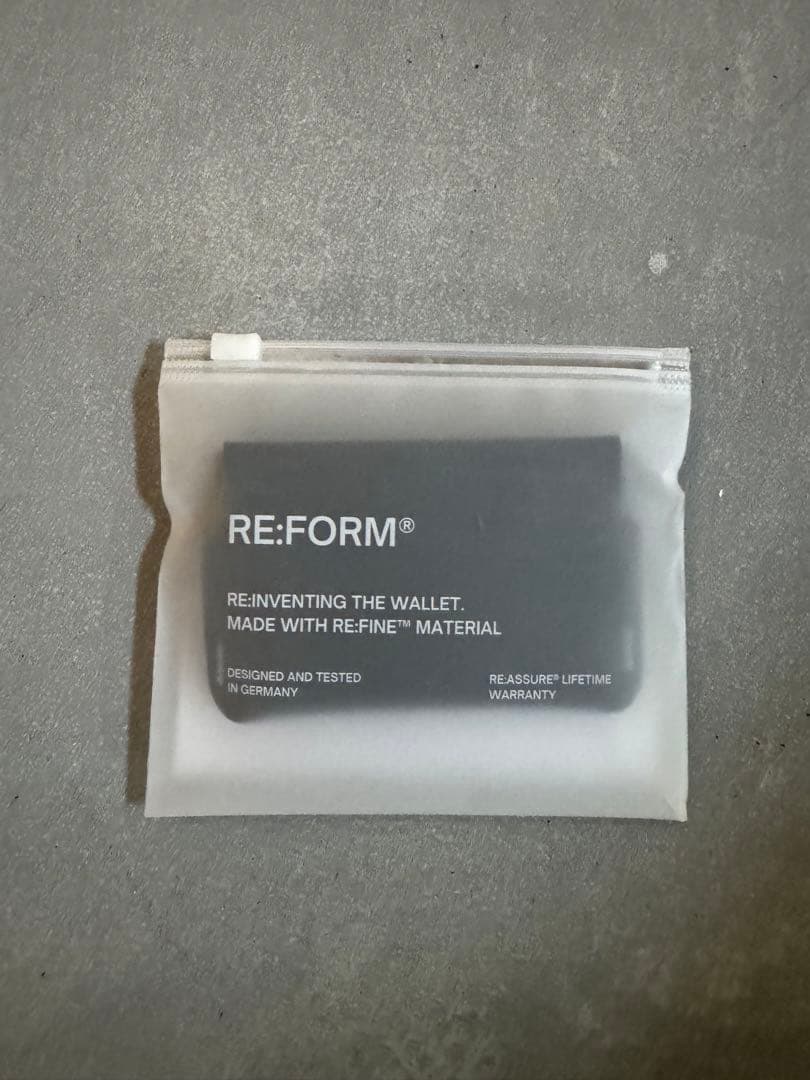 RE:FORM®
RE:INVENTING THE WALLET.
MADE WITH RE:FINE™ MATERIAL
DESIGNED AND TESTED
IN GERMANY
RE:ASSURE® LIFETIME
WARRANTY